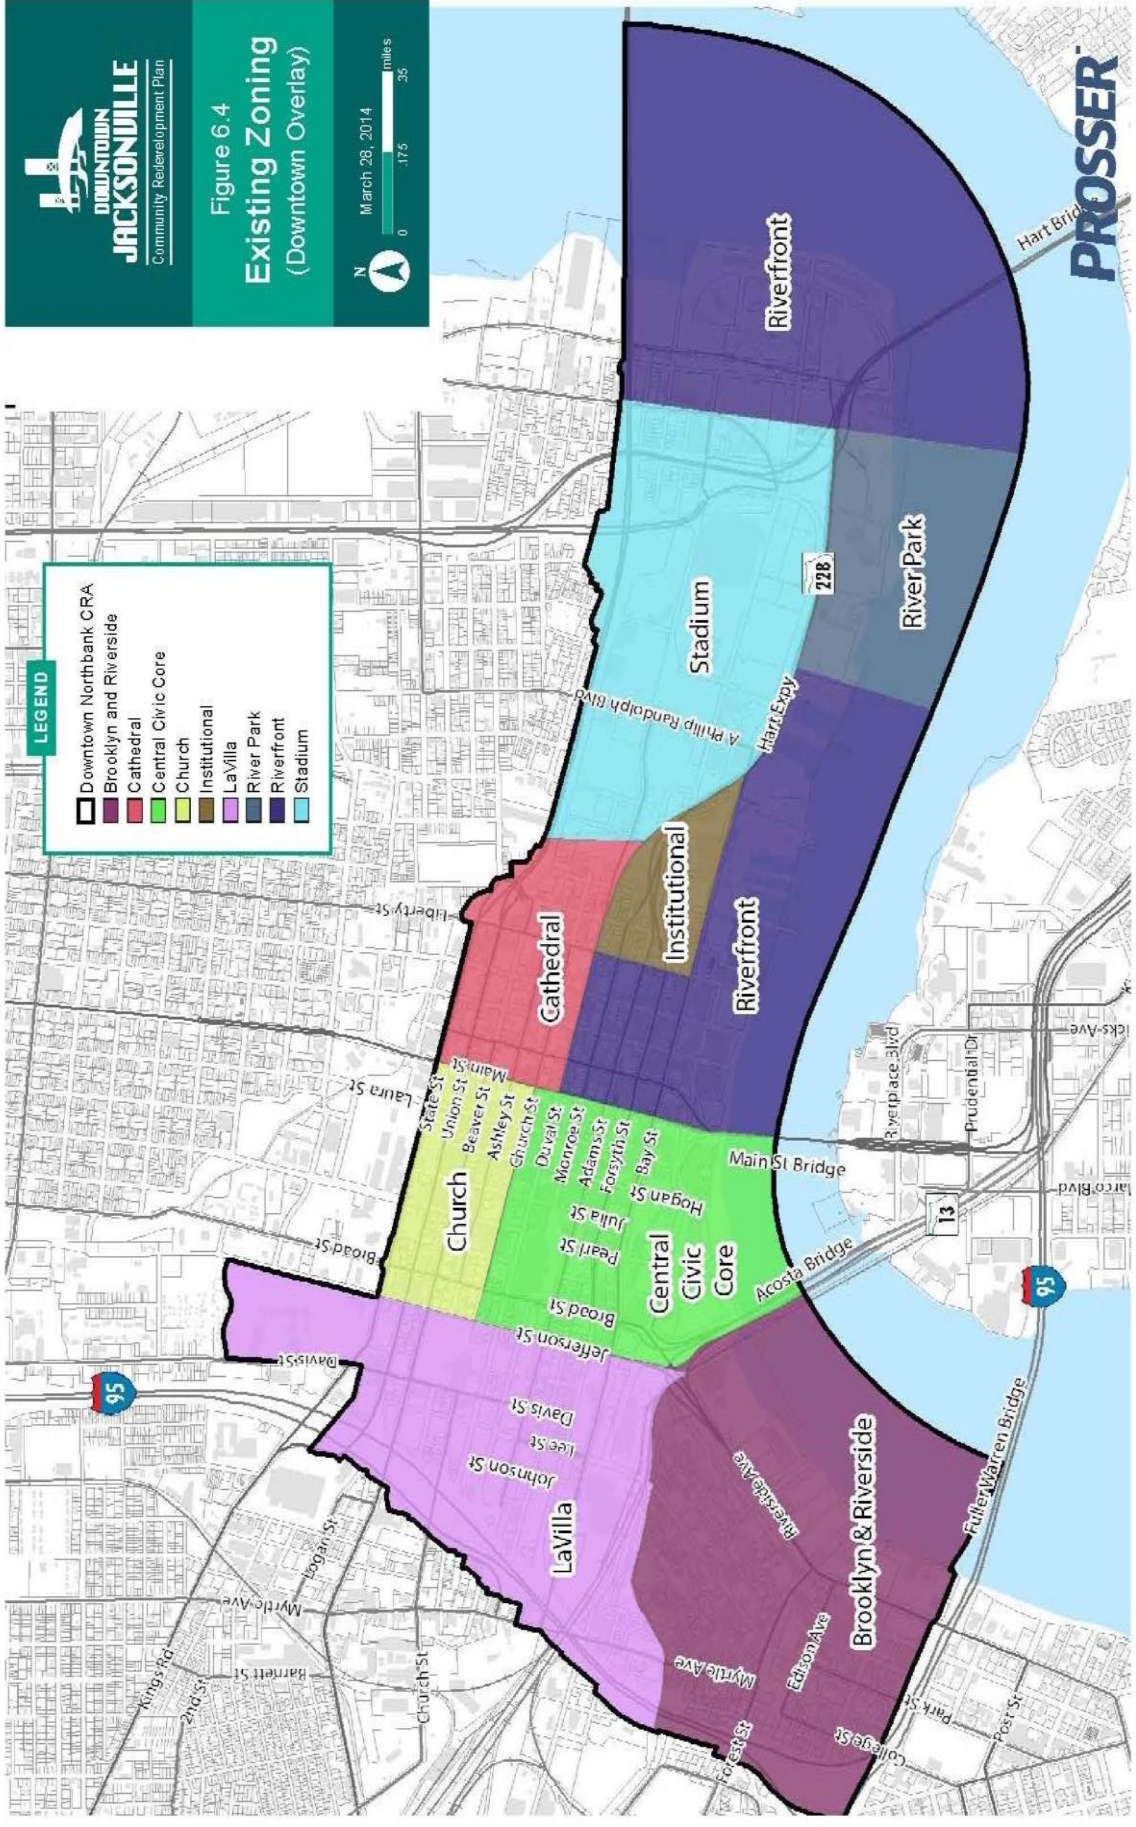 DOWNTOWN
JACKSONVILLE
Community Redevelopment Plan
Figure 6.4
Existing Zoning
(Downtown Overlay)
March 28, 2014
N
0
.175
.35
miles
LEGEND
Downtown Northbank CRA
Brooklyn and Riverside
Cathedral
Central Civic Core
Church
Institutional
LaVilla
River Park
Riverfront
Stadium
Kings Rd
2nd St
Barnett St
Myrtle Ave
Logan St
Church St
95
Davis St
Broad St
Laura St
Main St
Liberty St
State St
Union St
Beaver St
Ashley St
Church St
Duval St
Monroe St
Adams St
Forsyth St
Bay St
Church
Cathedral
Institutional
Stadium
A Philip Randolph Blvd
Hart Expy
228
River Park
Riverfront
Riverfront
Hart Bridge
LaVilla
Johnson St
Lee St
Davis St
Jefferson St
Broad St
Pearl St
Julia St
Hogan St
Central
Civic
Core
Main St Bridge
Acosta Bridge
Brooklyn & Riverside
Riverside Ave
Myrtle Ave
Edison Ave
Forest St
College St
Park St
Post St
Fuller Warren Bridge
95
13
Riverplace Blvd
Prudential Dr
PROSSER